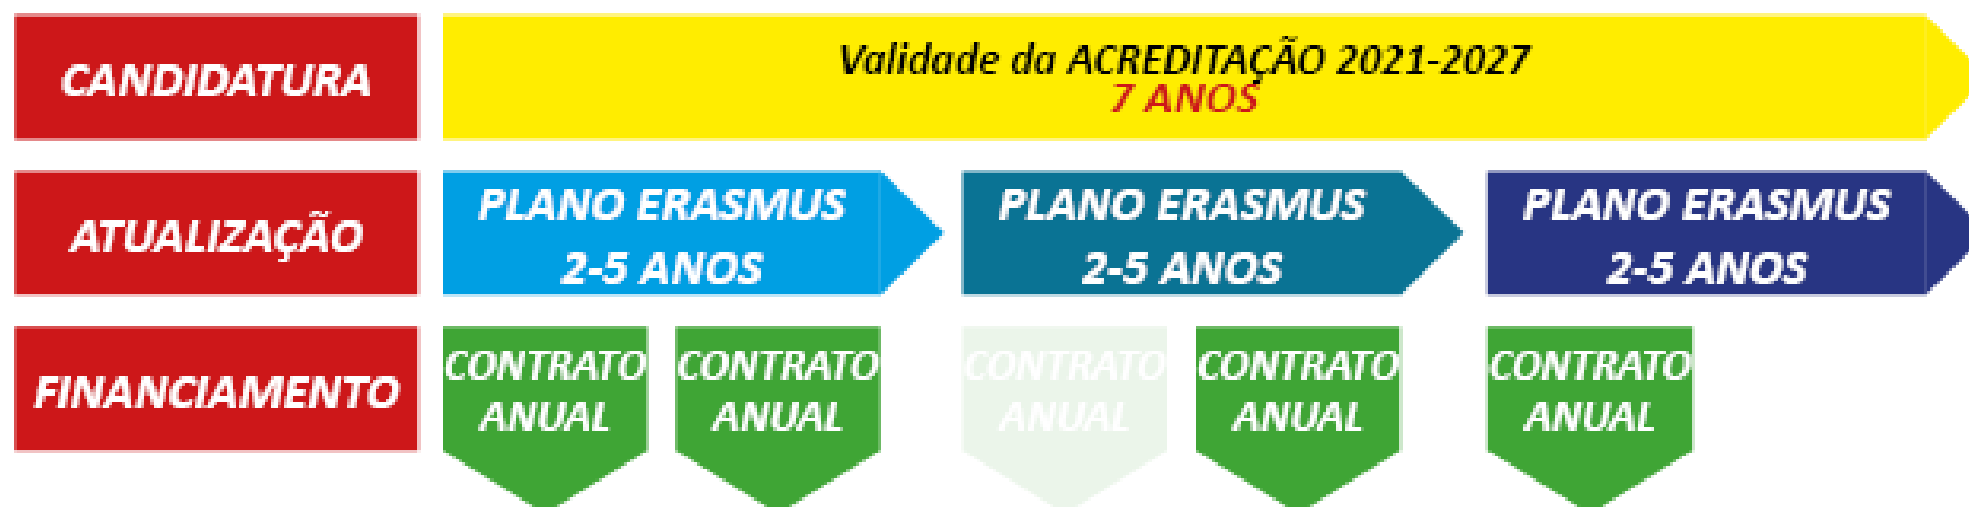 CANDIDATURA
Validade da ACREDITAÇÃO 2021-2027
7 ANOS
ATUALIZAÇÃO
PLANO ERASMUS
2-5 ANOS
PLANO ERASMUS
2-5 ANOS
PLANO ERASMUS
2-5 ANOS
FINANCIAMENTO
CONTRATO
ANUAL
CONTRATO
ANUAL
CONTRATO
ANUAL
CONTRATO
ANUAL
CONTRATO
ANUAL